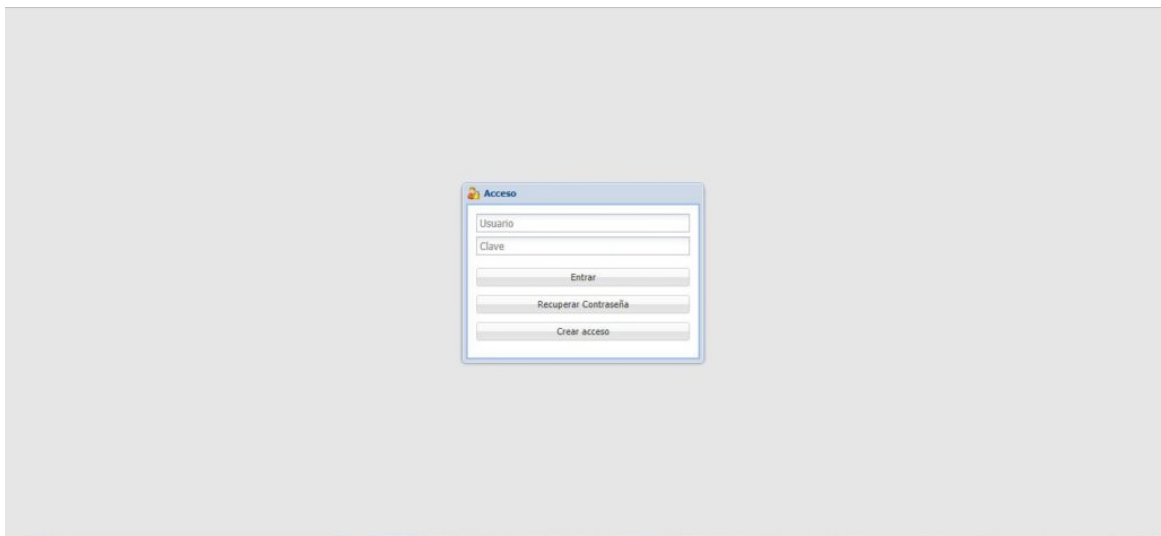 Acceso
Usuario
Clave
Entrar
Recuperar Contraseña
Crear acceso